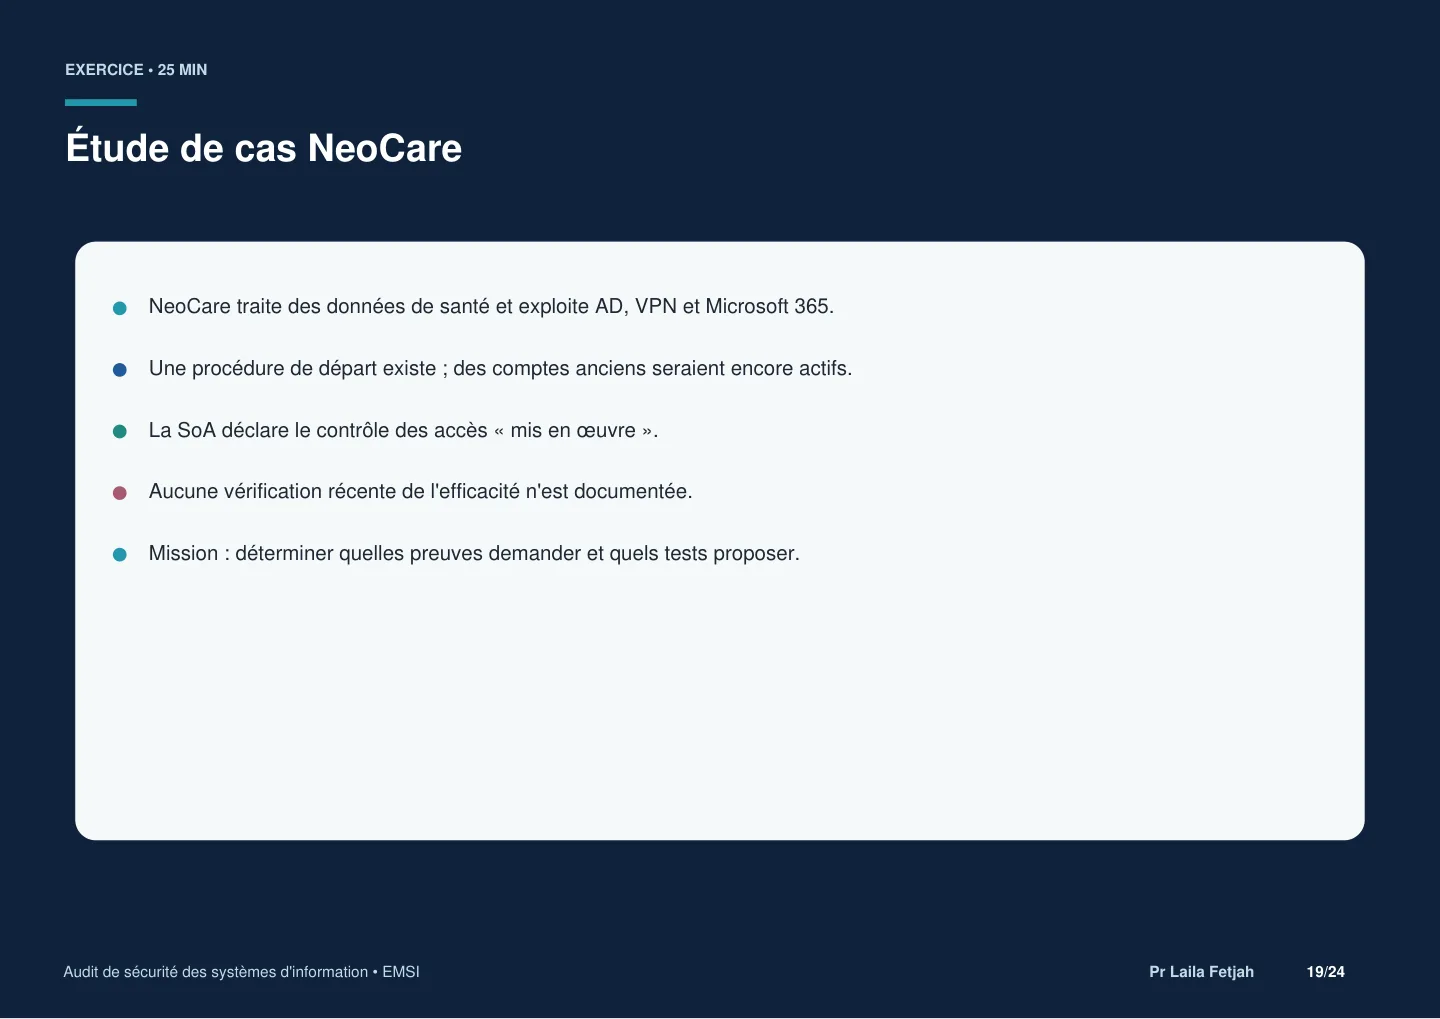 EXERCICE • 25 MIN
Étude de cas NeoCare
NeoCare traite des données de santé et exploite AD, VPN et Microsoft 365.
Une procédure de départ existe ; des comptes anciens seraient encore actifs.
La SoA déclare le contrôle des accès « mis en œuvre ».
Aucune vérification récente de l'efficacité n'est documentée.
Mission : déterminer quelles preuves demander et quels tests proposer.
Audit de sécurité des systèmes d'information • EMSI
Pr Laila Fetjah
19/24